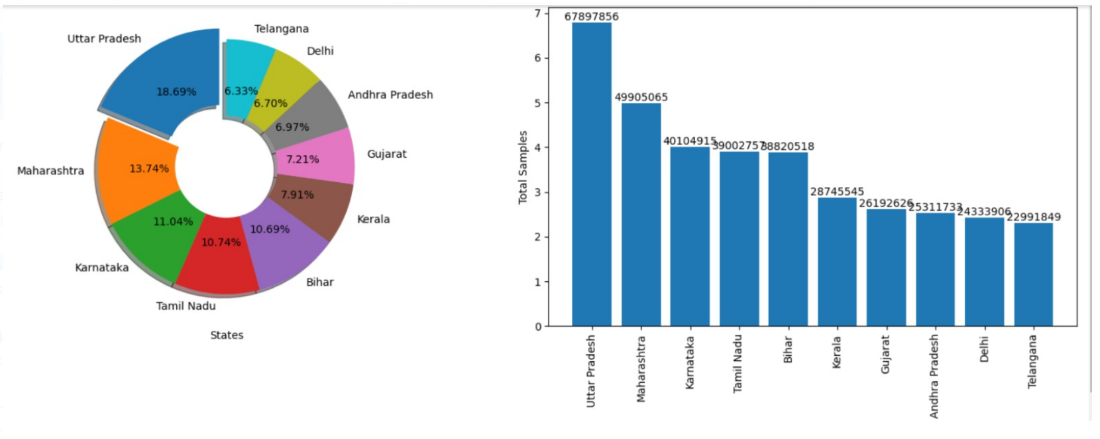 Uttar Pradesh
18.69%
Maharashtra
13.74%
Karnataka
11.04%
Tamil Nadu
10.74%
Bihar
10.69%
Kerala
7.91%
Gujarat
7.21%
Andhra Pradesh
6.97%
Delhi
6.70%
Telangana
6.33%
States
Total Samples
7
6
5
4
3
2
1
0
67897856
49905065
40104915
39002757
38820518
28745545
26192626
25311733
24333906
22991849
Uttar Pradesh
Maharashtra
Karnataka
Tamil Nadu
Bihar
Kerala
Gujarat
Andhra Pradesh
Delhi
Telangana